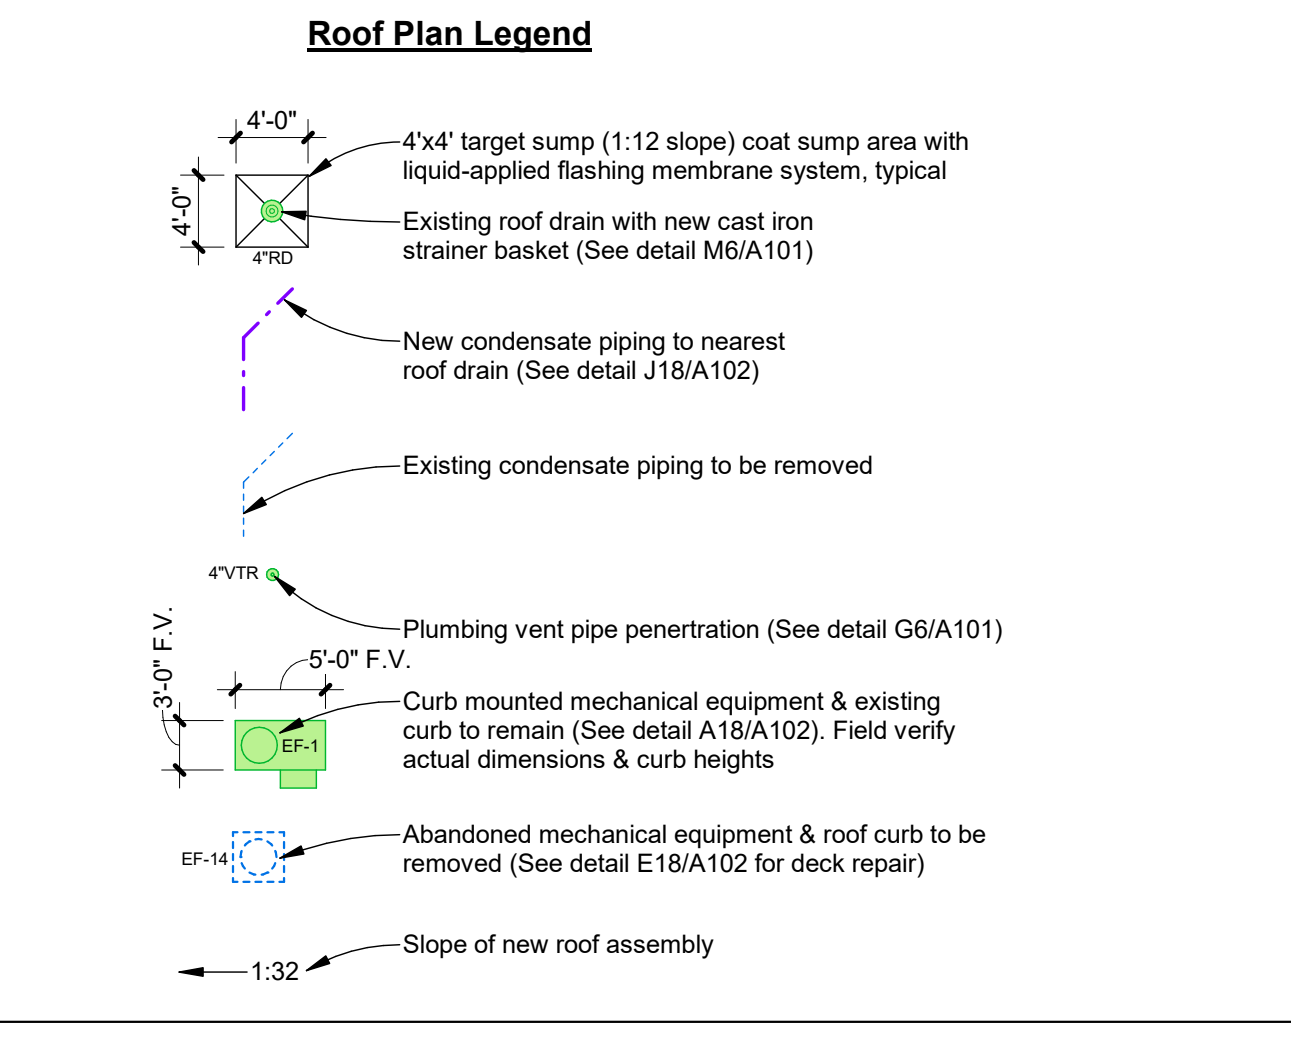 Roof Plan Legend
4'-0"
4'-0"
4"RD
4'x4' target sump (1:12 slope) coat sump area with
liquid-applied flashing membrane system, typical
Existing roof drain with new cast iron
strainer basket (See detail M6/A101)
New condensate piping to nearest
roof drain (See detail J18/A102)
Existing condensate piping to be removed
4"VTR
Plumbing vent pipe penertration (See detail G6/A101)
3'-0" F.V.
5'-0" F.V.
EF-1
Curb mounted mechanical equipment & existing
curb to remain (See detail A18/A102). Field verify
actual dimensions & curb heights
EF-14
Abandoned mechanical equipment & roof curb to be
removed (See detail E18/A102 for deck repair)
1:32
Slope of new roof assembly